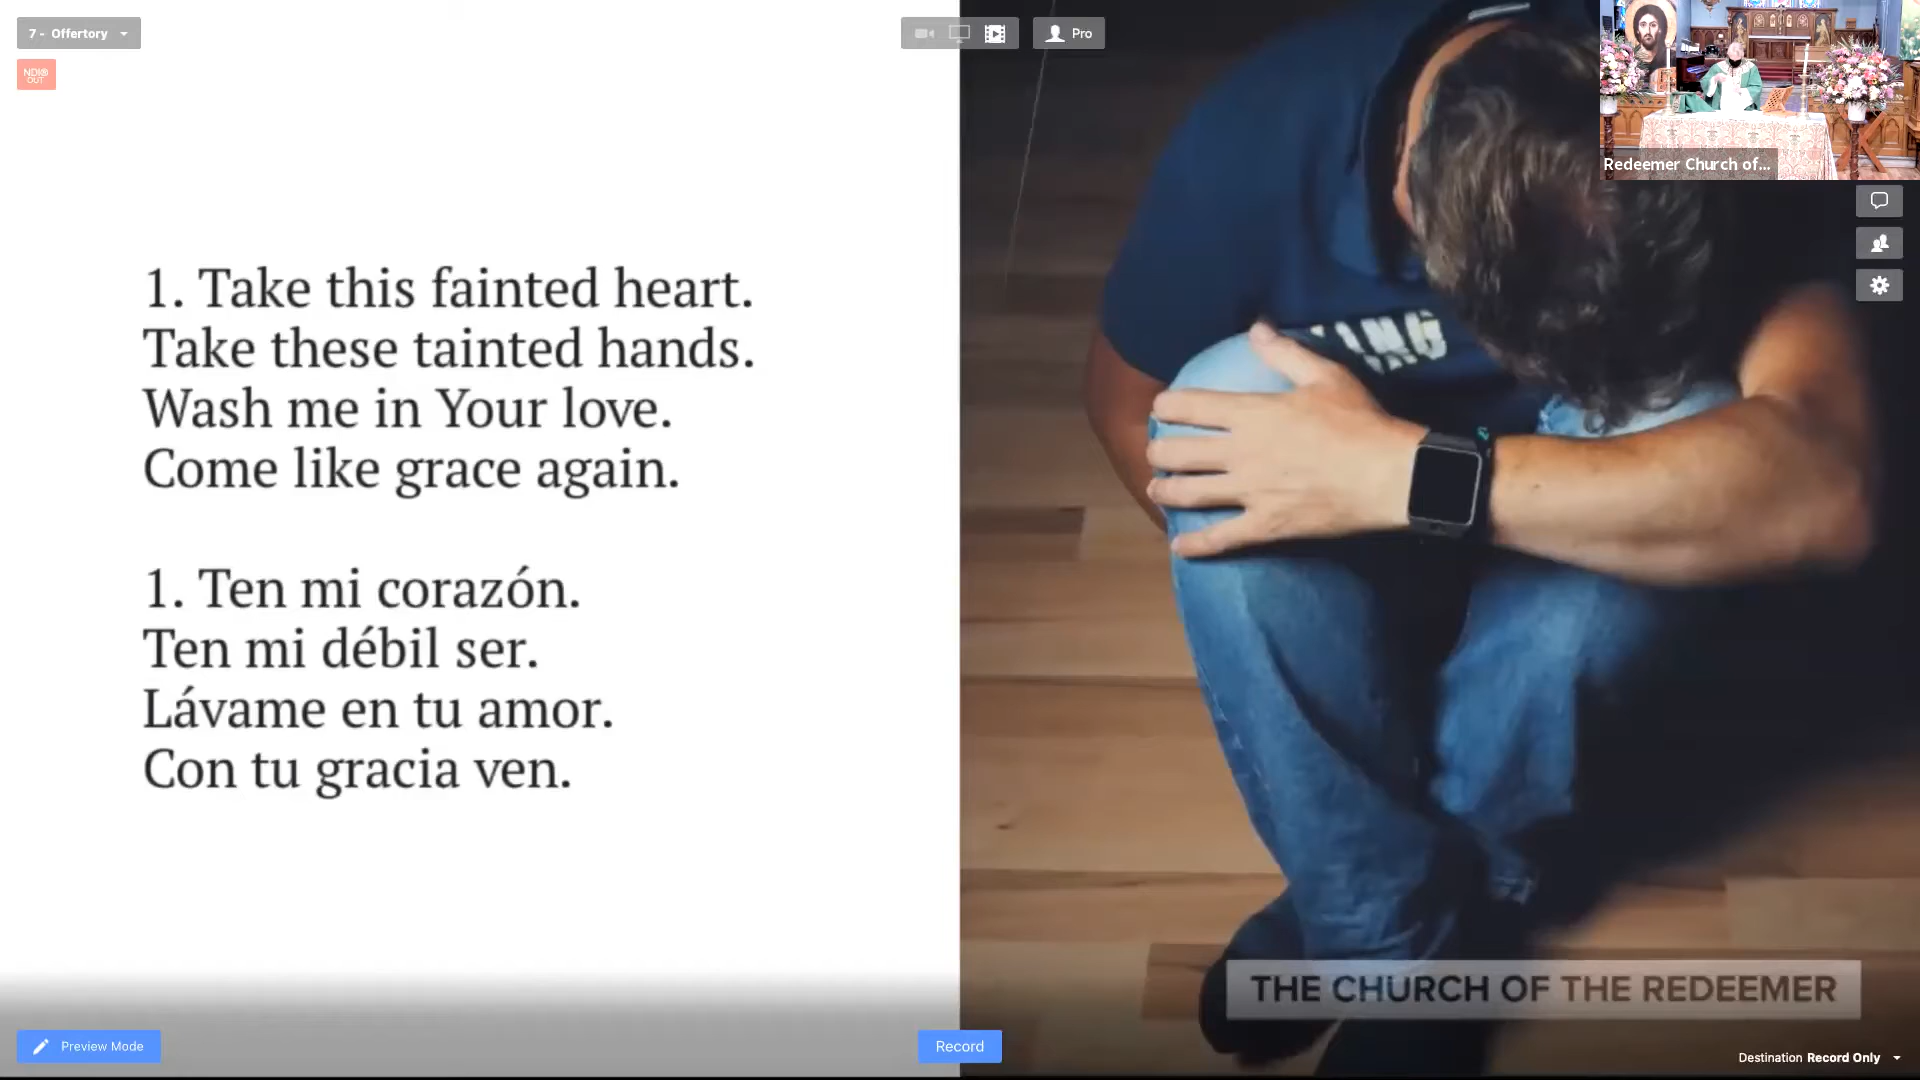 7 - Offertory
NDI® OUT
Pro
Redeemer Church of...
1. Take this fainted heart.
Take these tainted hands.
Wash me in Your love.
Come like grace again.
1. Ten mi corazón.
Ten mi débil ser.
Lávame en tu amor.
Con tu gracia ven.
THE CHURCH OF THE REDEEMER
Preview Mode
Record
Destination Record Only